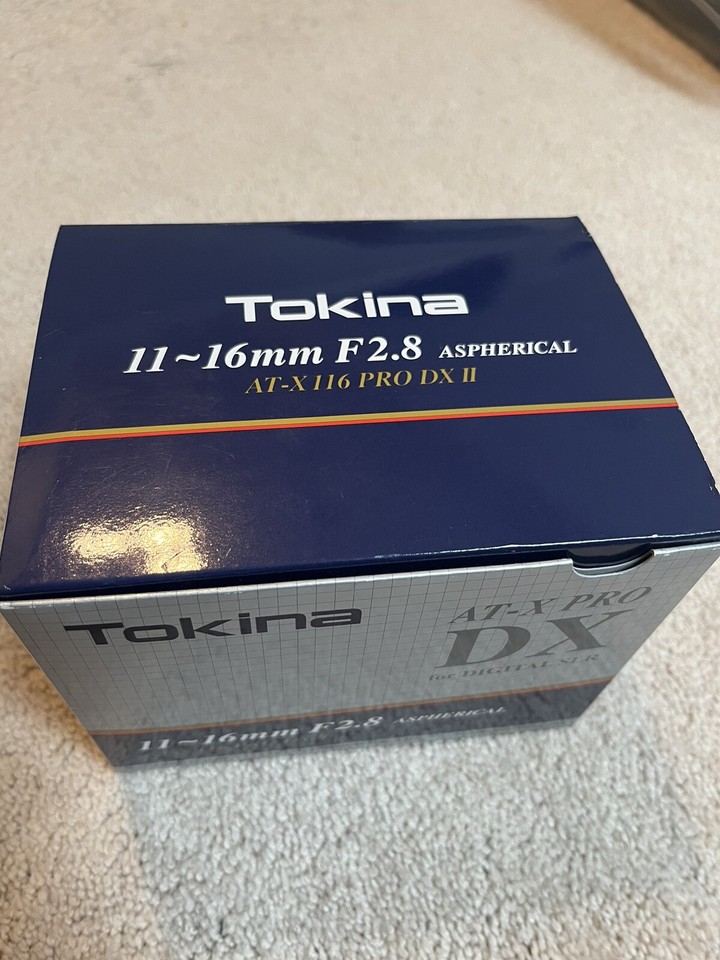 Tokina
11~16mm F2.8 ASPHERICAL
AT-X116 PRO DX II
Tokina
AT-X PRO
DX
for DIGITAL SLR
11~16mm F2.8 ASPHERICAL